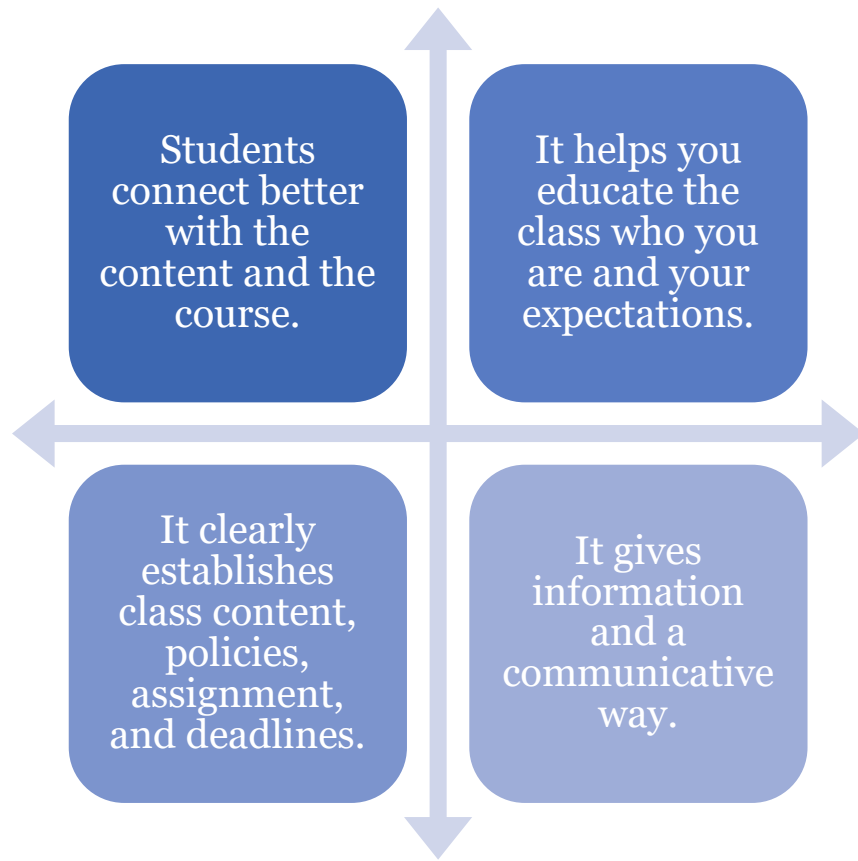 Students
connect better
with the
content and the
course.
It helps you
educate the
class who you
are and your
expectations.
It clearly
establishes
class content,
policies,
assignment,
and deadlines.
It gives
information
and a
communicative
way.